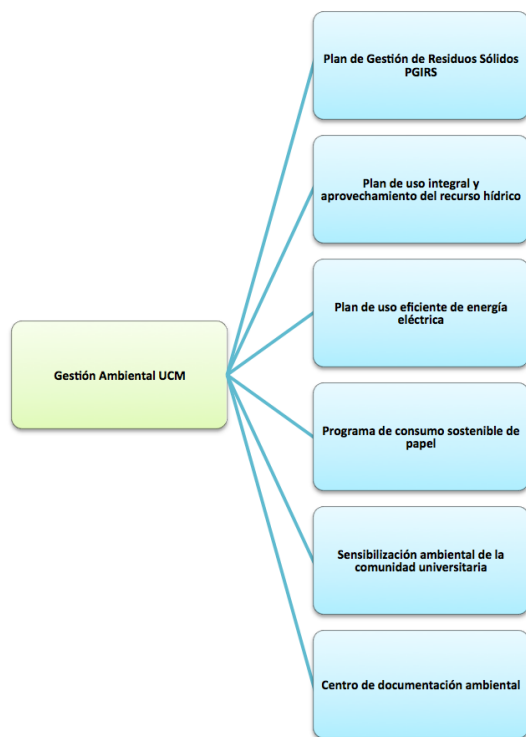 Plan de Gestión de Residuos Sólidos
PGIRS
Plan de uso integral y
aprovechamiento del recurso hídrico
Plan de uso eficiente de energía
eléctrica
Gestión Ambiental UCM
Programa de consumo sostenible de
papel
Sensibilización ambiental de la
comunidad universitaria
Centro de documentación ambiental